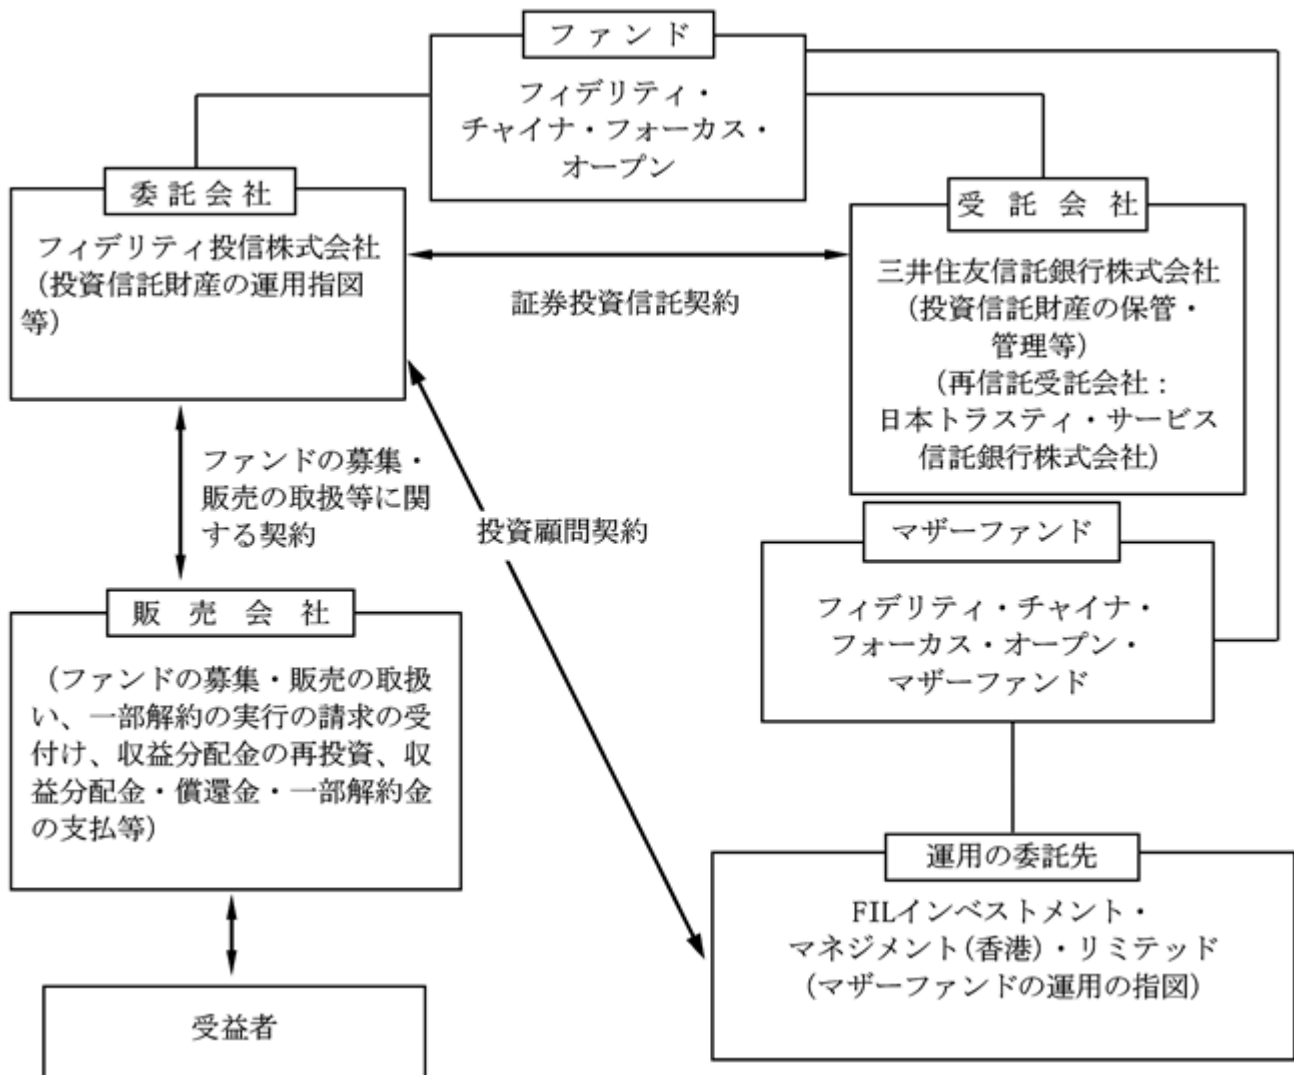 ファンド
フィデリティ・
チャイナ・フォーカス・
オープン
委託会社
フィデリティ投信株式会社
（投資信託財産の運用指図
等）
証券投資信託契約
受託会社
三井住友信託銀行株式会社
（投資信託財産の保管・
管理等）
（再信託受託会社：
日本トラスティ・サービス
信託銀行株式会社）
ファンドの募集・
販売の取扱等に関
する契約
投資顧問契約
マザーファンド
フィデリティ・チャイナ・
フォーカス・オープン・
マザーファンド
販売会社
（ファンドの募集・販売の取扱
い、一部解約の実行の請求の受
付け、収益分配金の再投資、収
益分配金・償還金・一部解約金
の支払等）
運用の委託先
FILインベストメント・
マネジメント(香港)・リミテッド
（マザーファンドの運用の指図）
受益者